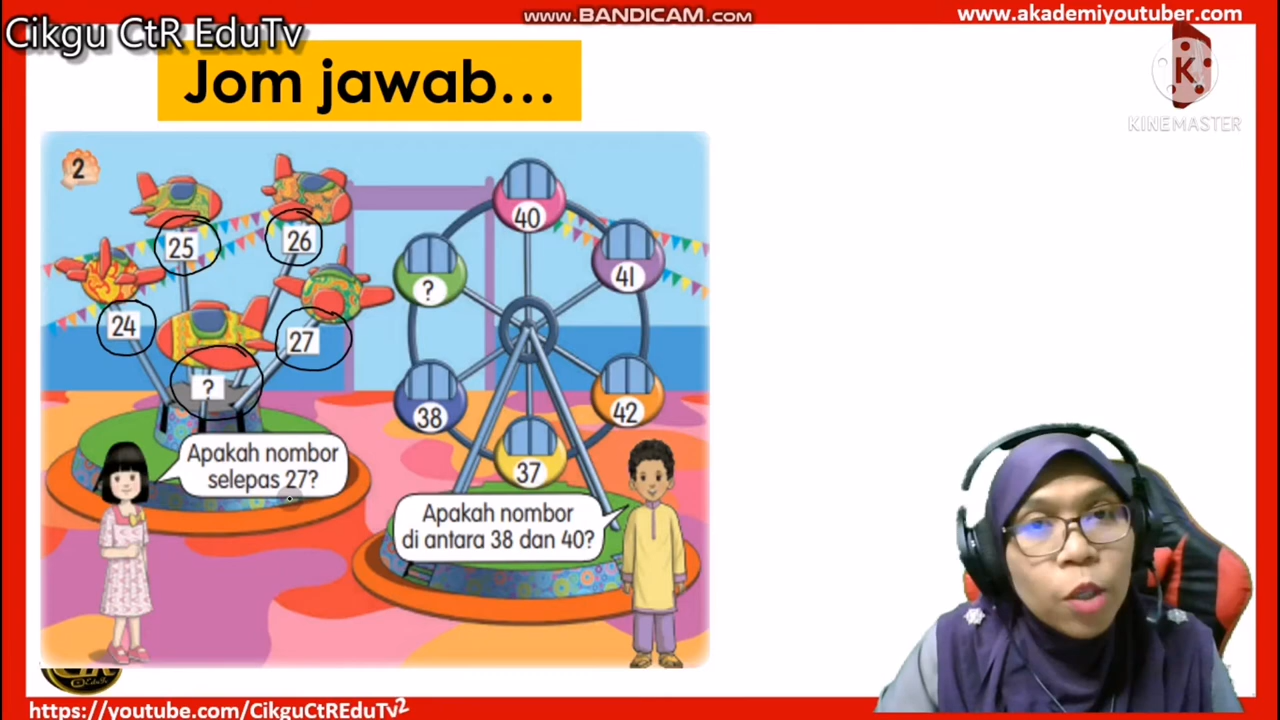 www.BANDICAM.com
www.akademiyoutuber.com
Cikgu CtR EduTv
Jom jawab...
K
KINEMASTER
2
25
26
24
27
?
40
?
41
38
42
37
Apakah nombor
selepas 27?
Apakah nombor
di antara 38 dan 40?
https://youtube.com/CikguCtREduTv2